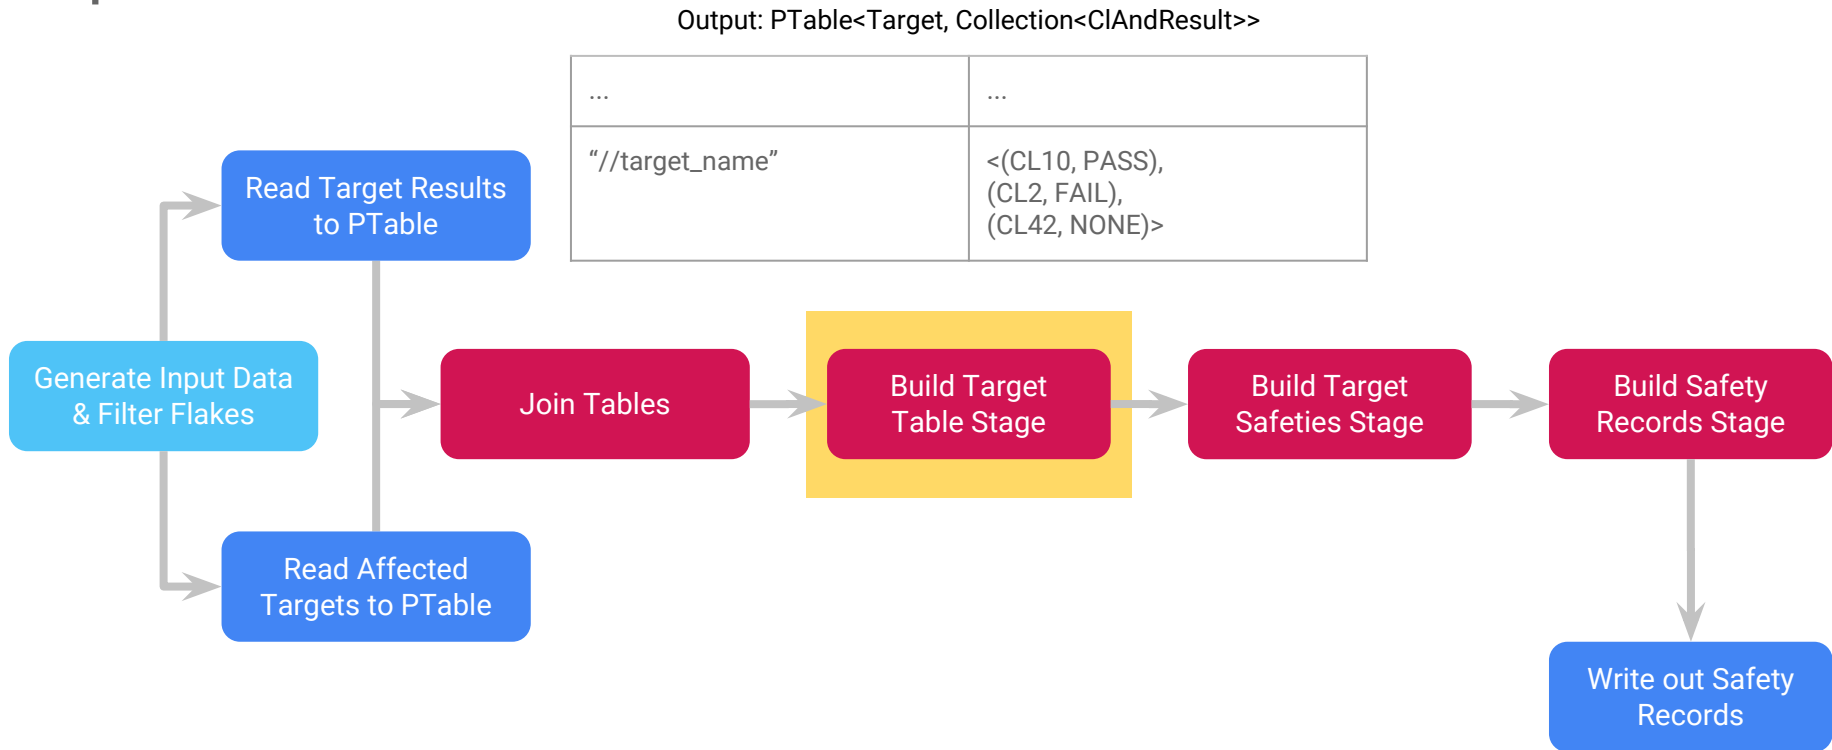 Output: PTable<Target, Collection<ClAndResult>>
...
...
“//target_name”
<(CL10, PASS),
(CL2, FAIL),
(CL42, NONE)>
Read Target Results
to PTable
Generate Input Data
& Filter Flakes
Join Tables
Build Target
Table Stage
Build Target
Safeties Stage
Build Safety
Records Stage
Read Affected
Targets to PTable
Write out Safety
Records